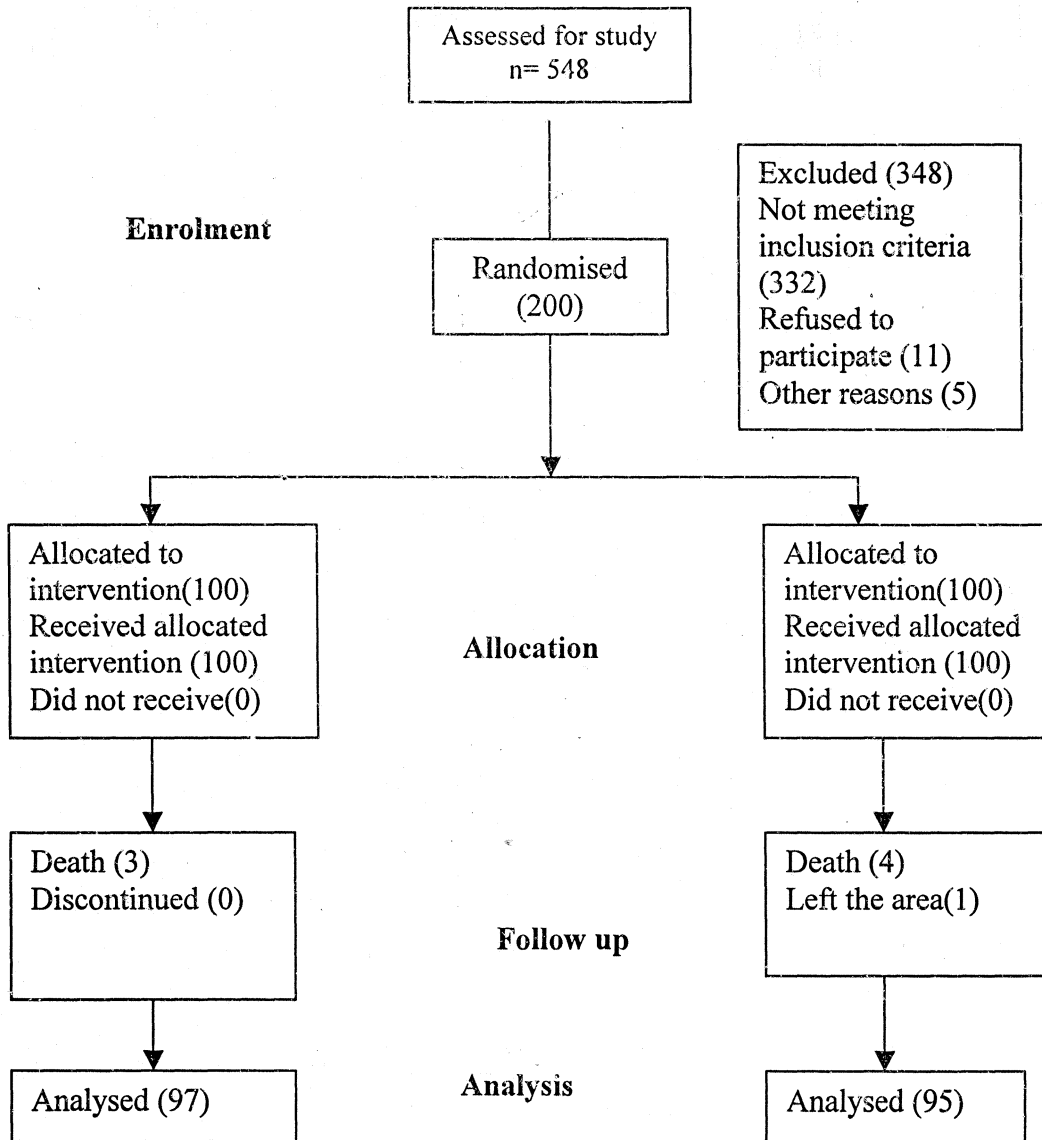 Assessed for study
n= 548
Enrolment
Excluded (348)
Not meeting
inclusion criteria
(332)
Refused to
participate (11)
Other reasons (5)
Randomised
(200)
Allocated to
intervention(100)
Received allocated
intervention (100)
Did not receive(0)
Allocation
Allocated to
intervention(100)
Received allocated
intervention (100)
Did not receive(0)
Death (3)
Discontinued (0)
Follow up
Death (4)
Left the area(1)
Analysed (97)
Analysis
Analysed (95)